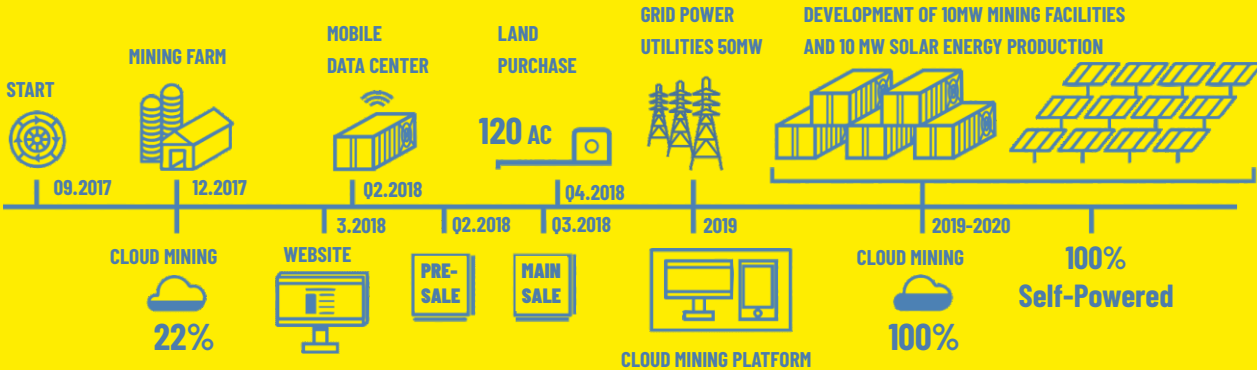 START
MINING FARM
MOBILE
DATA CENTER
LAND
PURCHASE
120 AC
GRID POWER
UTILITIES 50MW
DEVELOPMENT OF 10MW MINING FACILITIES
AND 10 MW SOLAR ENERGY PRODUCTION
09.2017
12.2017
Q2.2018
Q4.2018
3.2018
Q2.2018
Q3.2018
2019
2019-2020
CLOUD MINING
22%
WEBSITE
PRE-
SALE
MAIN
SALE
CLOUD MINING PLATFORM
CLOUD MINING
100%
100%
Self-Powered